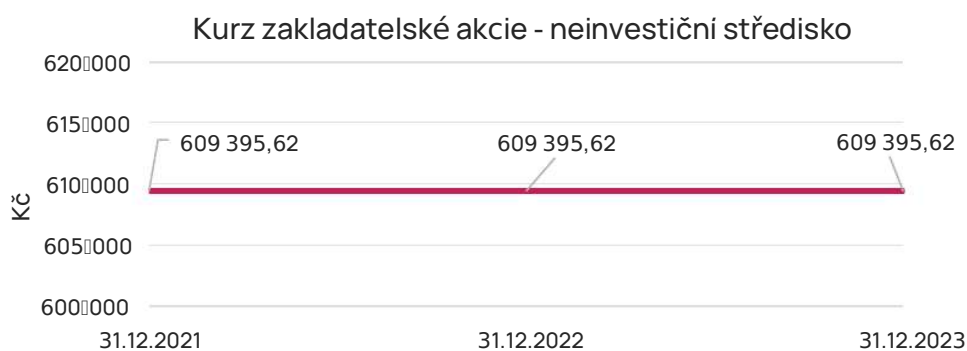 Kurz zakladatelské akcie - neinvestiční středisko
620▯000
615▯000
609 395,62 609 395,62 609 395,62
610▯000
Kč
605▯000
600▯000
31.12.2021 31.12.2022 31.12.2023